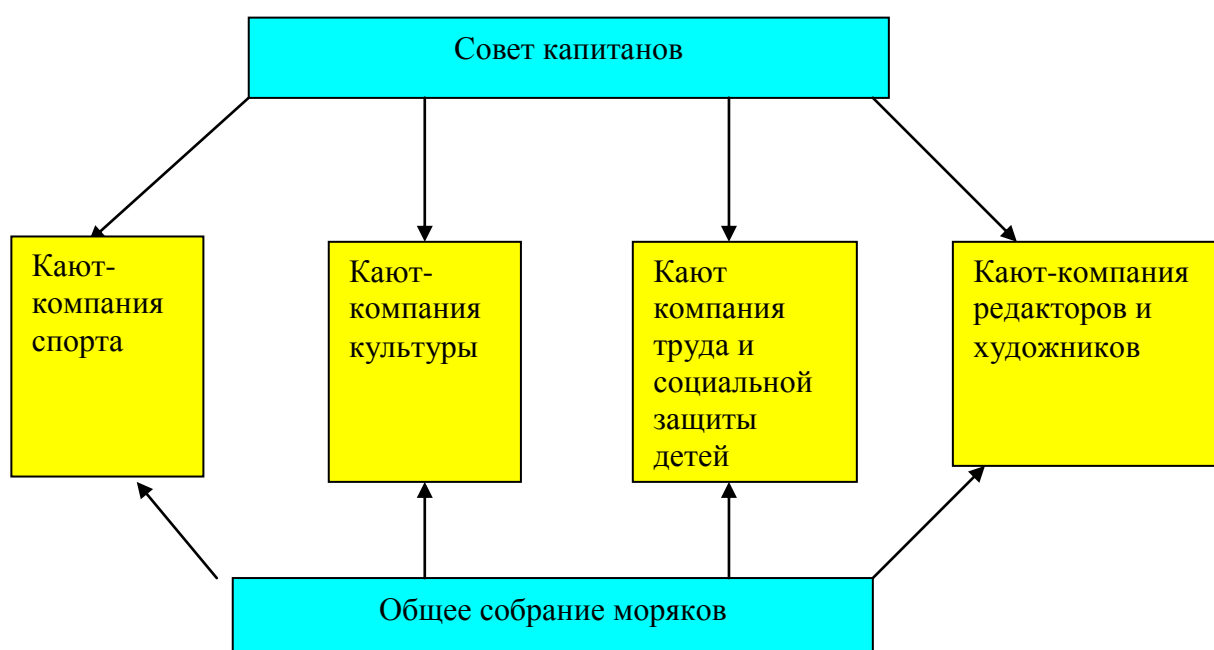 Совет капитанов
Кают-
компания
спорта
Кают-
компания
культуры
Кают
компания
труда и
социальной
защиты
детей
Кают-компания
редакторов и
художников
Общее собрание моряков